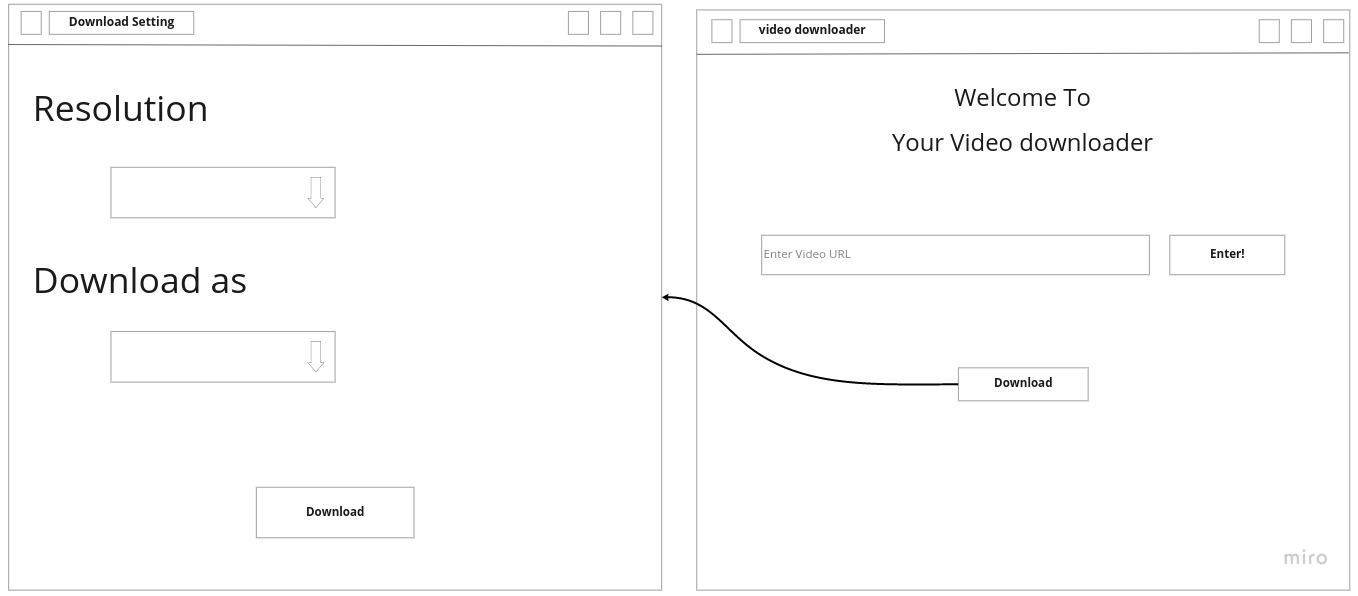 Download Setting
Resolution
Download as
Download
video downloader
Welcome To
Your Video downloader
Enter Video URL
Enter!
Download
miro